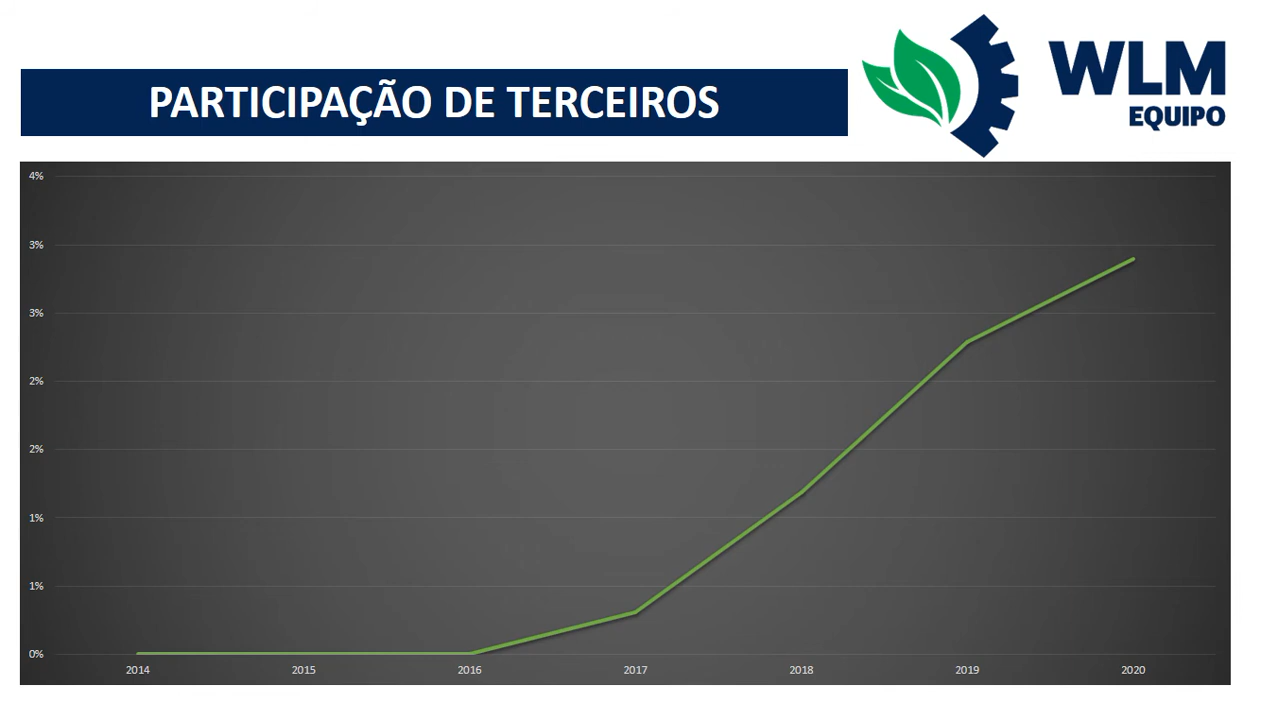 PARTICIPAÇÃO DE TERCEIROS
WLM
EQUIPO
4%
3%
3%
2%
2%
1%
1%
0%
2014 2015 2016 2017 2018 2019 2020